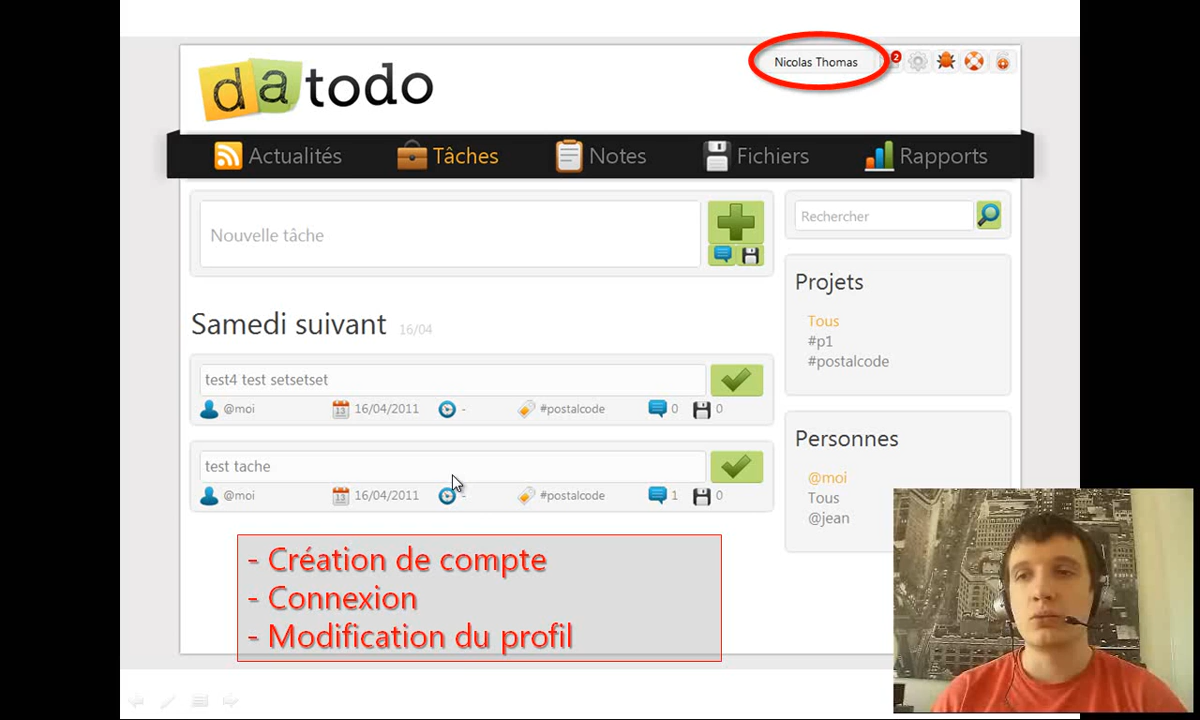 datodo
Nicolas Thomas
2
Actualités
Tâches
Notes
Fichiers
Rapports
Nouvelle tâche
Rechercher
Projets
Tous
#p1
#postalcode
Samedi suivant 16/04
test4 test setsetset
@moi 13 16/04/2011 - #postalcode 0 0
test tache
@moi 13 16/04/2011 - #postalcode 1 0
Personnes
@moi
Tous
@jean
- Création de compte
- Connexion
- Modification du profil